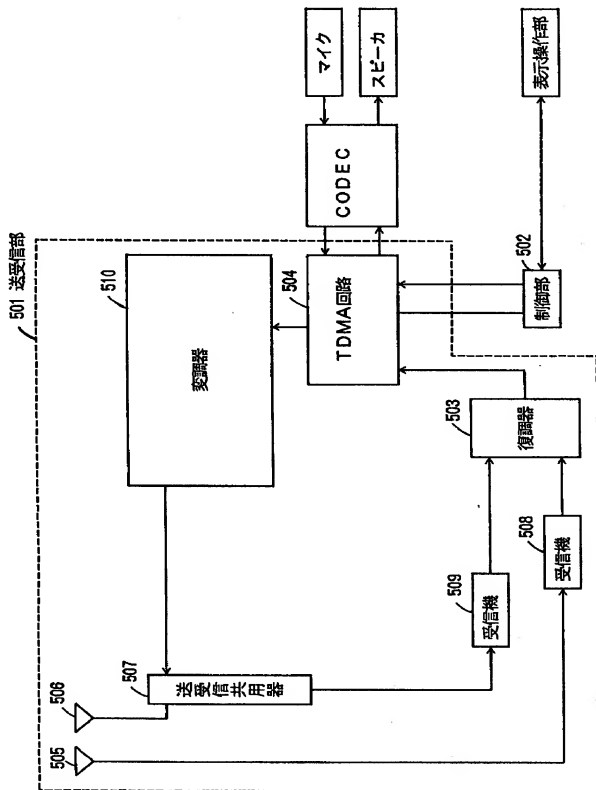 501 送受信部
506
505
507
送受信共用器
510
変調器
504
TDMA回路
CODEC
マイク
スピーカ
509
受信機
508
受信機
503
復調器
502
制御部
表示操作部